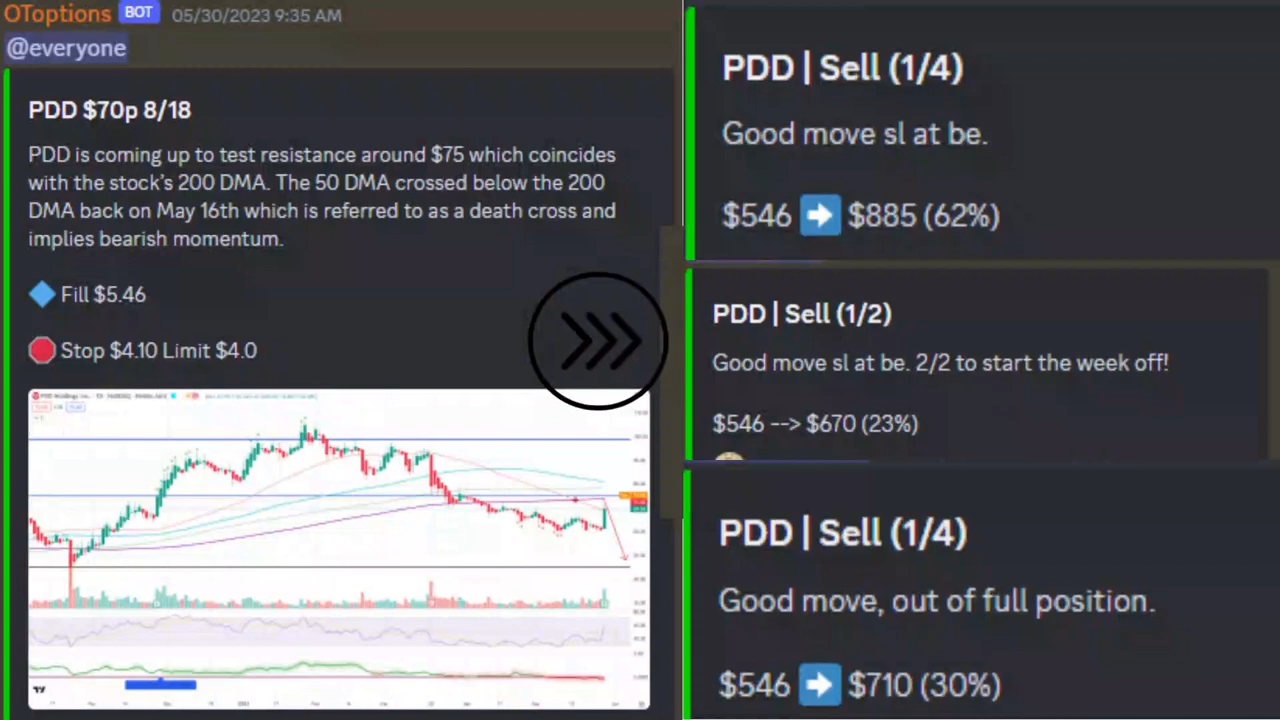 OToptions BOT 05/30/2023 9:35 AM
@everyone
PDD $70p 8/18
PDD is coming up to test resistance around $75 which coincides
with the stock's 200 DMA. The 50 DMA crossed below the 200
DMA back on May 16th which is referred to as a death cross and
implies bearish momentum.
Fill $5.46
Stop $4.10 Limit $4.0
PDD | Sell (1/4)
Good move sl at be.
$546 ➡ $885 (62%)
PDD | Sell (1/2)
Good move sl at be. 2/2 to start the week off!
$546 --> $670 (23%)
PDD | Sell (1/4)
Good move, out of full position.
$546 ➡ $710 (30%)